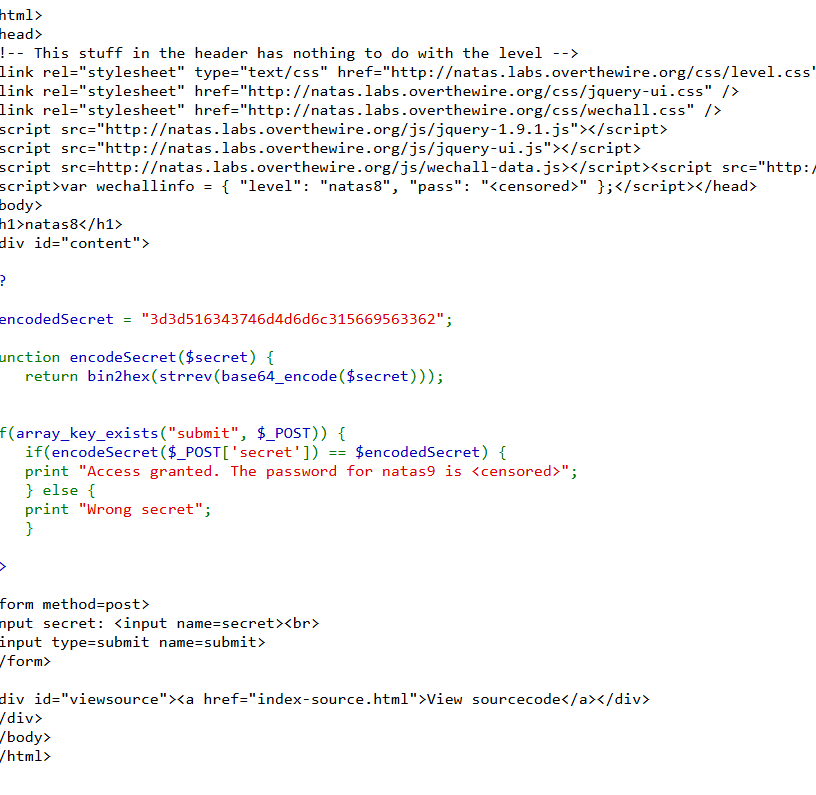 html>
head>
!-- This stuff in the header has nothing to do with the level -->
link rel="stylesheet" type="text/css" href="http://natas.labs.overthewire.org/css/level.css"
link rel="stylesheet" href="http://natas.labs.overthewire.org/css/jquery-ui.css" />
link rel="stylesheet" href="http://natas.labs.overthewire.org/css/wechall.css" />
script src="http://natas.labs.overthewire.org/js/jquery-1.9.1.js"></script>
script src="http://natas.labs.overthewire.org/js/jquery-ui.js"></script>
script src=http://natas.labs.overthewire.org/js/wechall-data.js></script><script src="http:/
script>var wechallinfo = { "level": "natas8", "pass": "<censored>" };</script></head>
body>
h1>natas8</h1>
div id="content">
?
encodedSecret = "3d3d516343746d4d6d6c315669563362";
unction encodeSecret($secret) {
return bin2hex(strrev(base64_encode($secret)));
f(array_key_exists("submit", $_POST)) {
if(encodeSecret($_POST['secret']) == $encodedSecret) {
print "Access granted. The password for natas9 is <censored>";
} else {
print "Wrong secret";
}
>
form method=post>
nput secret: <input name=secret><br>
input type=submit name=submit>
/form>
div id="viewsource"><a href="index-source.html">View sourcecode</a></div>
/div>
/body>
/html>